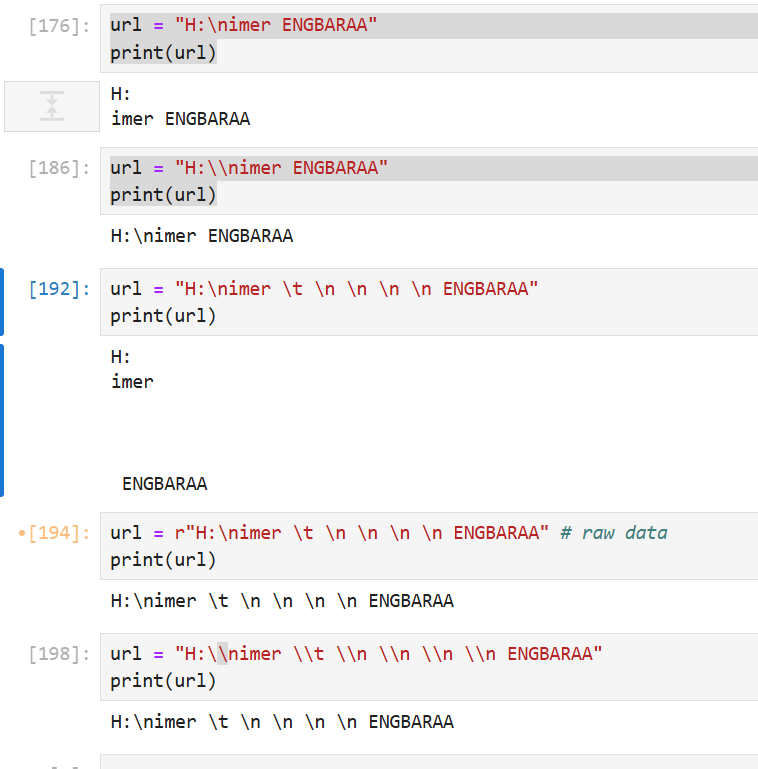 [176]: url = "H:\nimer ENGBARAA"
print(url)
H:
imer ENGBARAA
[186]: url = "H:\\nimer ENGBARAA"
print(url)
H:\nimer ENGBARAA
[192]: url = "H:\nimer \t \n \n \n \n ENGBARAA"
print(url)
H:
imer
ENGBARAA
•[194]: url = r"H:\nimer \t \n \n \n \n ENGBARAA" # raw data
print(url)
H:\nimer \t \n \n \n \n ENGBARAA
[198]: url = "H:\\nimer \\t \\n \\n \\n \\n ENGBARAA"
print(url)
H:\nimer \t \n \n \n \n ENGBARAA